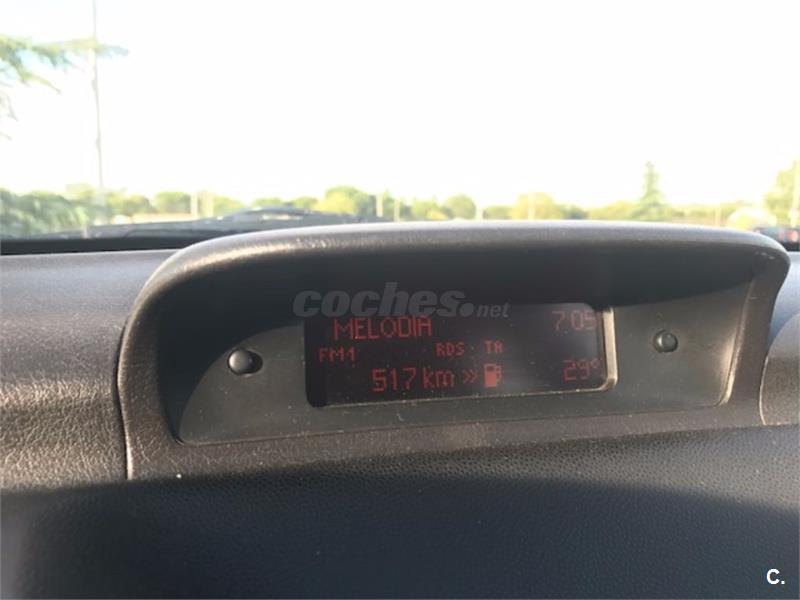 coches.net
MELODIA 7:05
FM1 RDS TA
517 km » 29°
C.